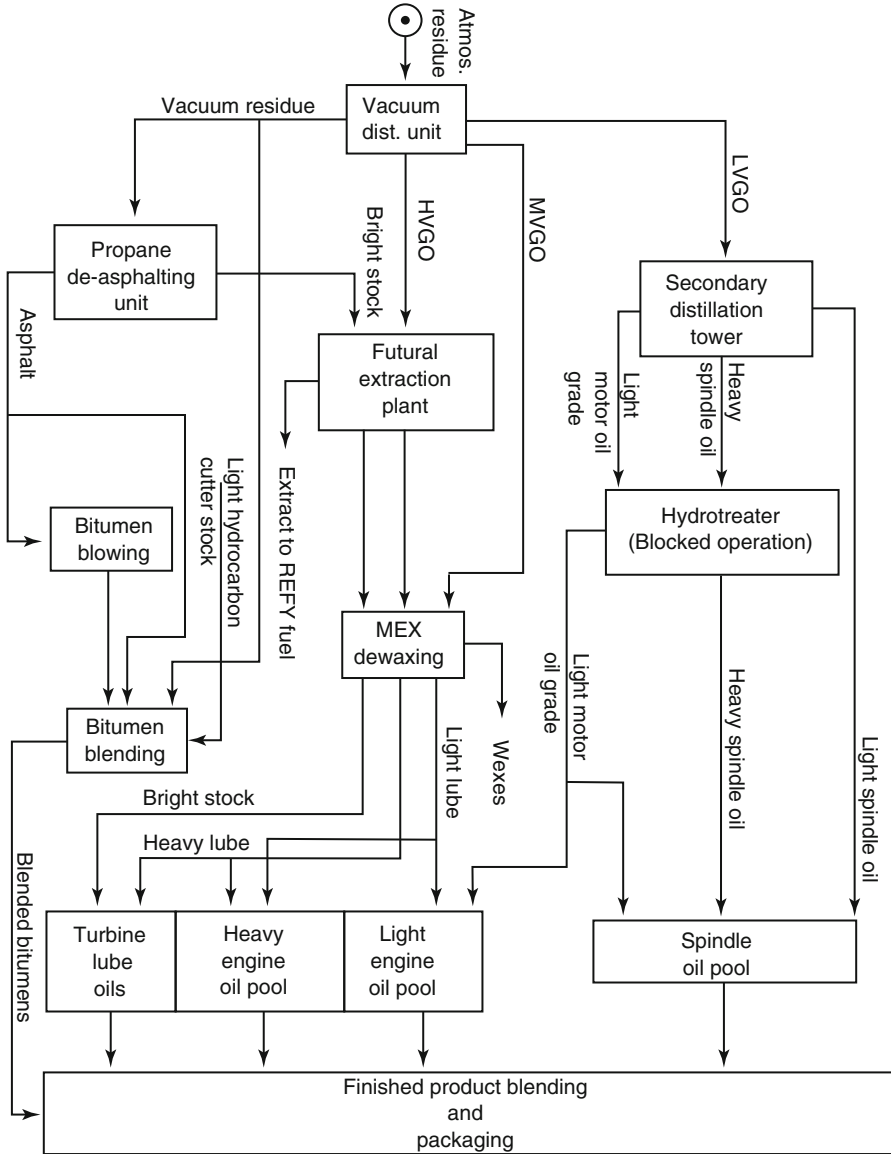 Atmos.
residue
Vacuum residue
Vacuum
dist. unit
LVGO
MVGO
HVGO
Bright stock
Propane
de-asphalting
unit
Secondary
distillation
tower
Asphalt
Futural
extraction
plant
Light
motor oil
grade
Heavy
spindle oil
Light hydrocarbon
cutter stock
Extract to REFY fuel
Bitumen
blowing
Hydrotreater
(Blocked operation)
MEX
dewaxing
Light motor
oil grade
Heavy spindle oil
Light spindle oil
Bitumen
blending
Wexes
Light lube
Bright stock
Heavy lube
Blended bitumens
Turbine
lube
oils
Heavy
engine
oil pool
Light
engine
oil pool
Spindle
oil pool
Finished product blending
and
packaging